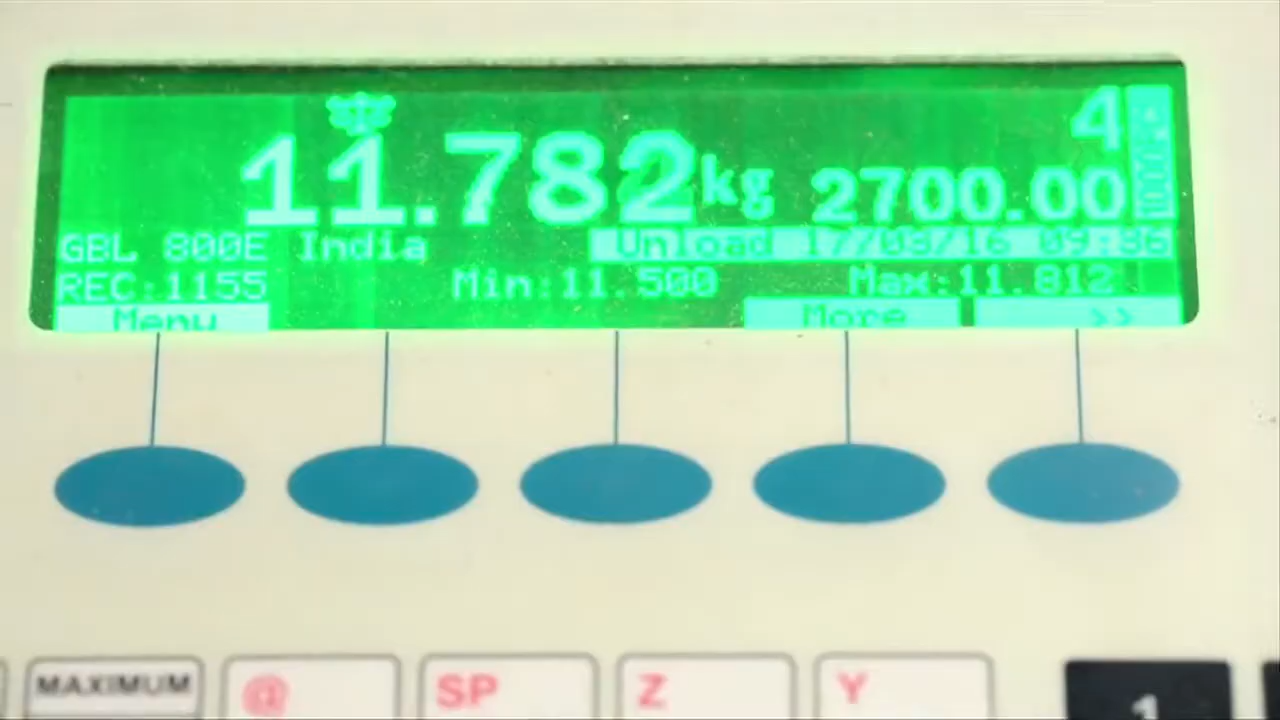 4
11.782kg 2700.00
GBL 800E India Unload 17/03/16 09:36
REC:1155 Min:11.500 Max:11.812
Menu More >>
MAXIMUM @ SP Z Y 1